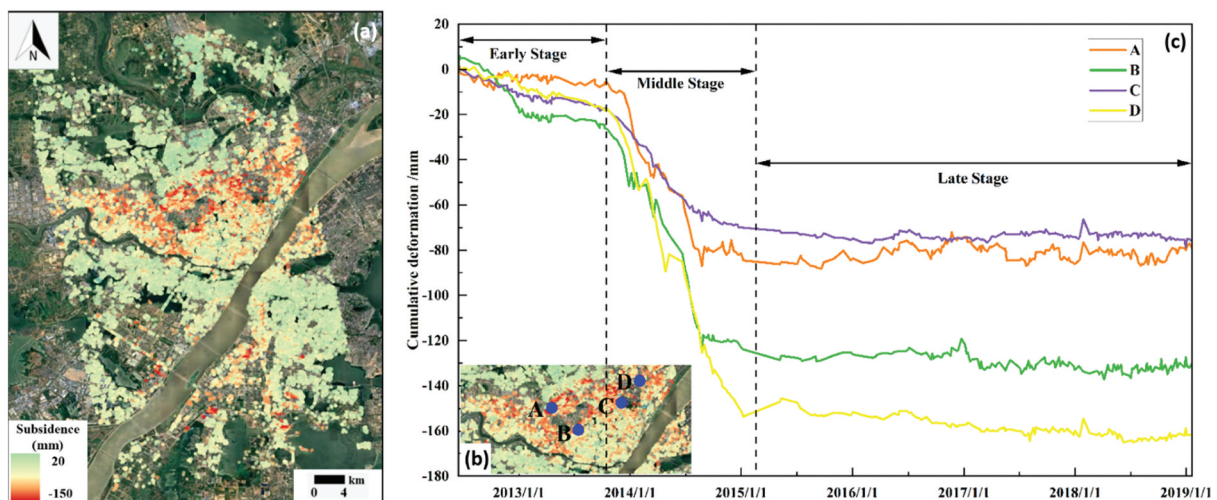 N
(a)
Subsidence
(mm)
20
-150
km
0 4
(c)
20
0
-20
-40
-60
-80
-100
-120
-140
-160
-180
Cumulative deformation /mm
Early Stage
Middle Stage
Late Stage
A
B
C
D
D
A
C
B
(b)
2013/1/1 2014/1/1 2015/1/1 2016/1/1 2017/1/1 2018/1/1 2019/1/1